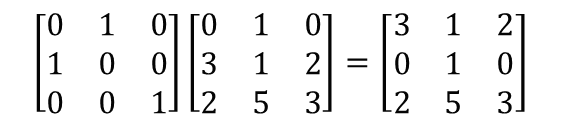 [0 1 0] [0 1 0] [3 1 2]
[1 0 0] [3 1 2] = [0 1 0]
[0 0 1] [2 5 3] [2 5 3]